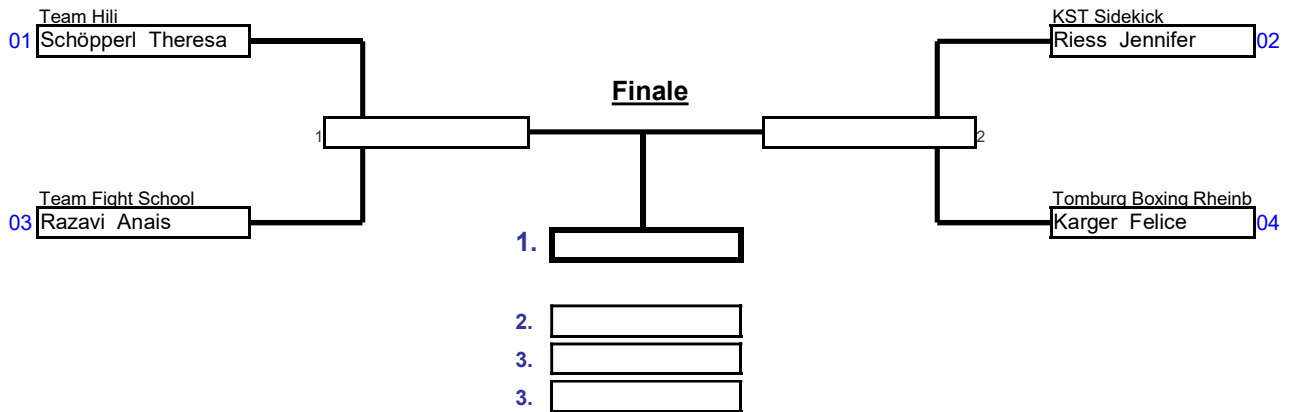 Team Hili
01 Schöpperl Theresa
KST Sidekick
Riess Jennifer 02
Finale
1
2
Team Fight School
03 Razavi Anais
Tomburg Boxing Rheinb
Karger Felice 04
1.
2.
3.
3.